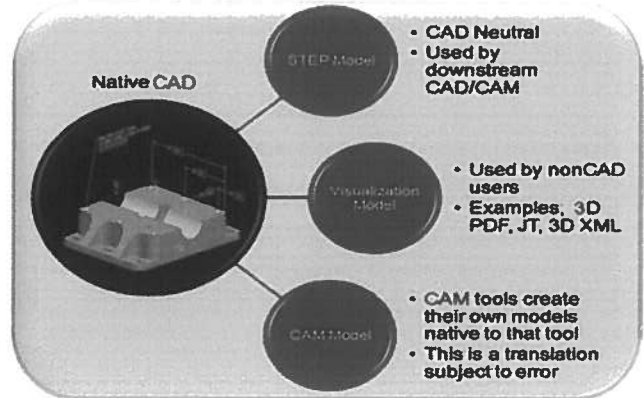 Native CAD
STEP Model
• CAD Neutral
• Used by
downstream
CAD/CAM
Visualization
Model
• Used by nonCAD
users
• Examples; 3D
PDF, JT, 3D XML
CAM Model
• CAM tools create
their own models
native to that tool
• This is a translation
subject to error